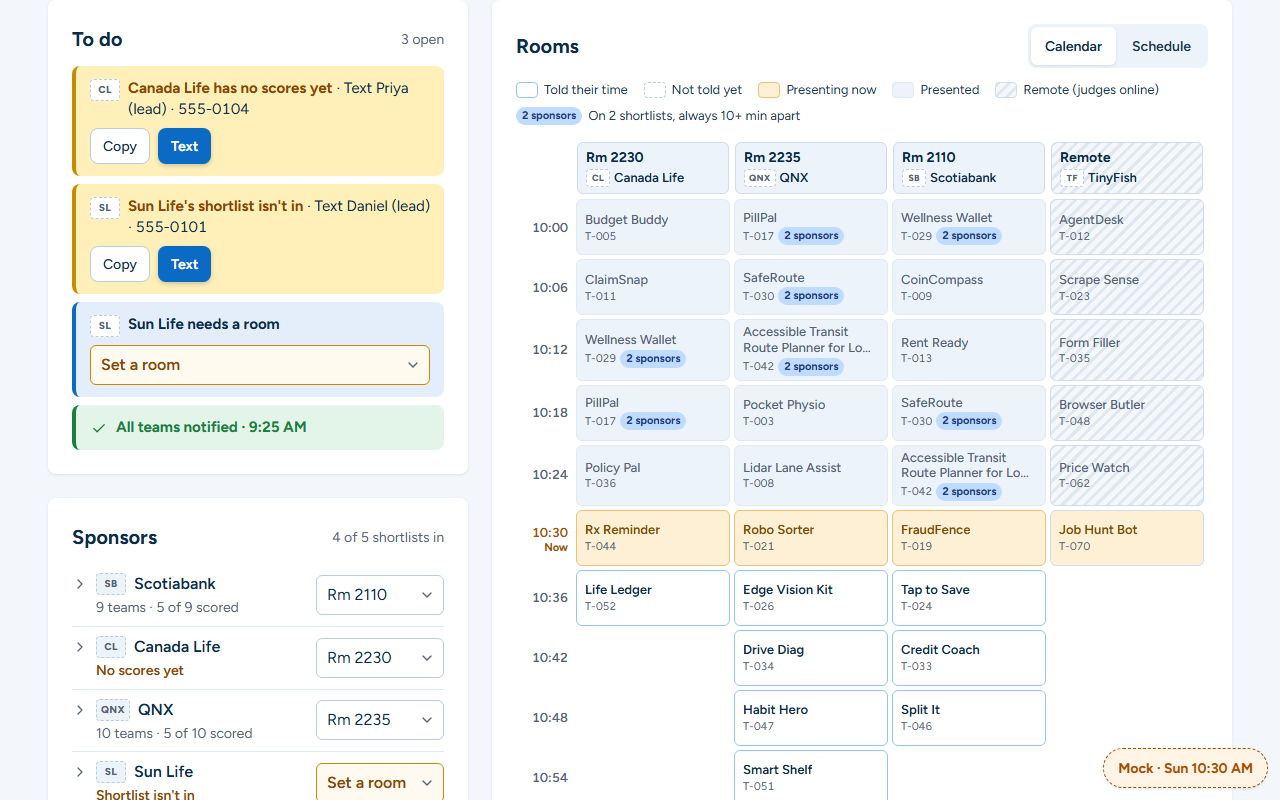 To do
3 open
CL Canada Life has no scores yet · Text Priya
(lead) · 555-0104
Copy Text
SL Sun Life's shortlist isn't in · Text Daniel (lead)
· 555-0101
Copy Text
SL Sun Life needs a room
Set a room
All teams notified · 9:25 AM
Sponsors
4 of 5 shortlists in
SB Scotiabank
9 teams · 5 of 9 scored
Rm 2110
CL Canada Life
No scores yet
Rm 2230
QNX QNX
10 teams · 5 of 10 scored
Rm 2235
SL Sun Life
Shortlist isn't in
Set a room
Rooms
Calendar Schedule
Told their time Not told yet Presenting now Presented Remote (judges online)
2 sponsors On 2 shortlists, always 10+ min apart
Rm 2230
CL Canada Life
Rm 2235
QNX QNX
Rm 2110
SB Scotiabank
Remote
TF TinyFish
10:00
Budget Buddy
T-005
PillPal
T-017 2 sponsors
Wellness Wallet
T-029 2 sponsors
AgentDesk
T-012
10:06
ClaimSnap
T-011
SafeRoute
T-030 2 sponsors
CoinCompass
T-009
Scrape Sense
T-023
10:12
Wellness Wallet
T-029 2 sponsors
Accessible Transit
Route Planner for Lo...
T-042 2 sponsors
Rent Ready
T-013
Form Filler
T-035
10:18
PillPal
T-017 2 sponsors
Pocket Physio
T-003
SafeRoute
T-030 2 sponsors
Browser Butler
T-048
10:24
Policy Pal
T-036
Lidar Lane Assist
T-008
Accessible Transit
Route Planner for Lo...
T-042 2 sponsors
Price Watch
T-062
10:30
Now
Rx Reminder
T-044
Robo Sorter
T-021
FraudFence
T-019
Job Hunt Bot
T-070
10:36
Life Ledger
T-052
Edge Vision Kit
T-026
Tap to Save
T-024
10:42
Drive Diag
T-034
Credit Coach
T-033
10:48
Habit Hero
T-047
Split It
T-046
10:54
Smart Shelf
T-051
Mock · Sun 10:30 AM